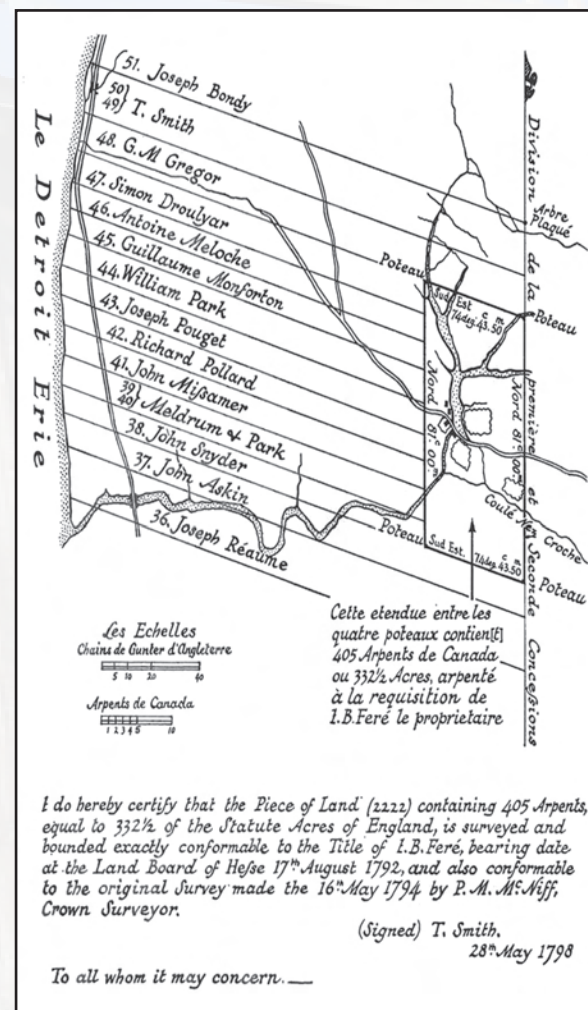 51. Joseph Bondy
50
49} T. Smith
48. G. M Gregor
47. Simon Droulyar
46. Antoine Meloche
45. Guillaume Monforton
44. William Park
43. Joseph Pouget
42. Richard Pollard
41. John Mißamer
39
40} Meldrum & Park
38. John Snyder
37. John Askin
36. Joseph Réaume
Le Detroit Erie
Division de la première et Seconde Conceßions
Arbre
Plaqué
Poteau
Sud Est c m
74deg. 43.50
Poteau
Nord 81.c 00.m
Nord 81.c 00.m
Coulé Croche
Poteau
Sud Est. c m
74deg. 43.50
Poteau
Les Echelles
Chains de Gunter d'Angleterre
5 10 20 40
Arpents de Canada
1 2 3 4 5 10
Cette etendue entre les
quatre poteaux contien[t]
405 Arpents de Canada
ou 332½ Acres, arpenté
à la requisition de
I.B.Feré le proprietaire
I do hereby certify that the Piece of Land (2222) containing 405 Arpents,
equal to 332½ of the Statute Acres of England, is surveyed and
bounded exactly conformable to the Title of I.B.Feré, bearing date
at the Land Board of Heße 17th August 1792, and also conformable
to the original Survey made the 16th May 1794 by P. M. McNiff,
Crown Surveyor.
(Signed) T. Smith.
28th May 1798
To all whom it may concern.